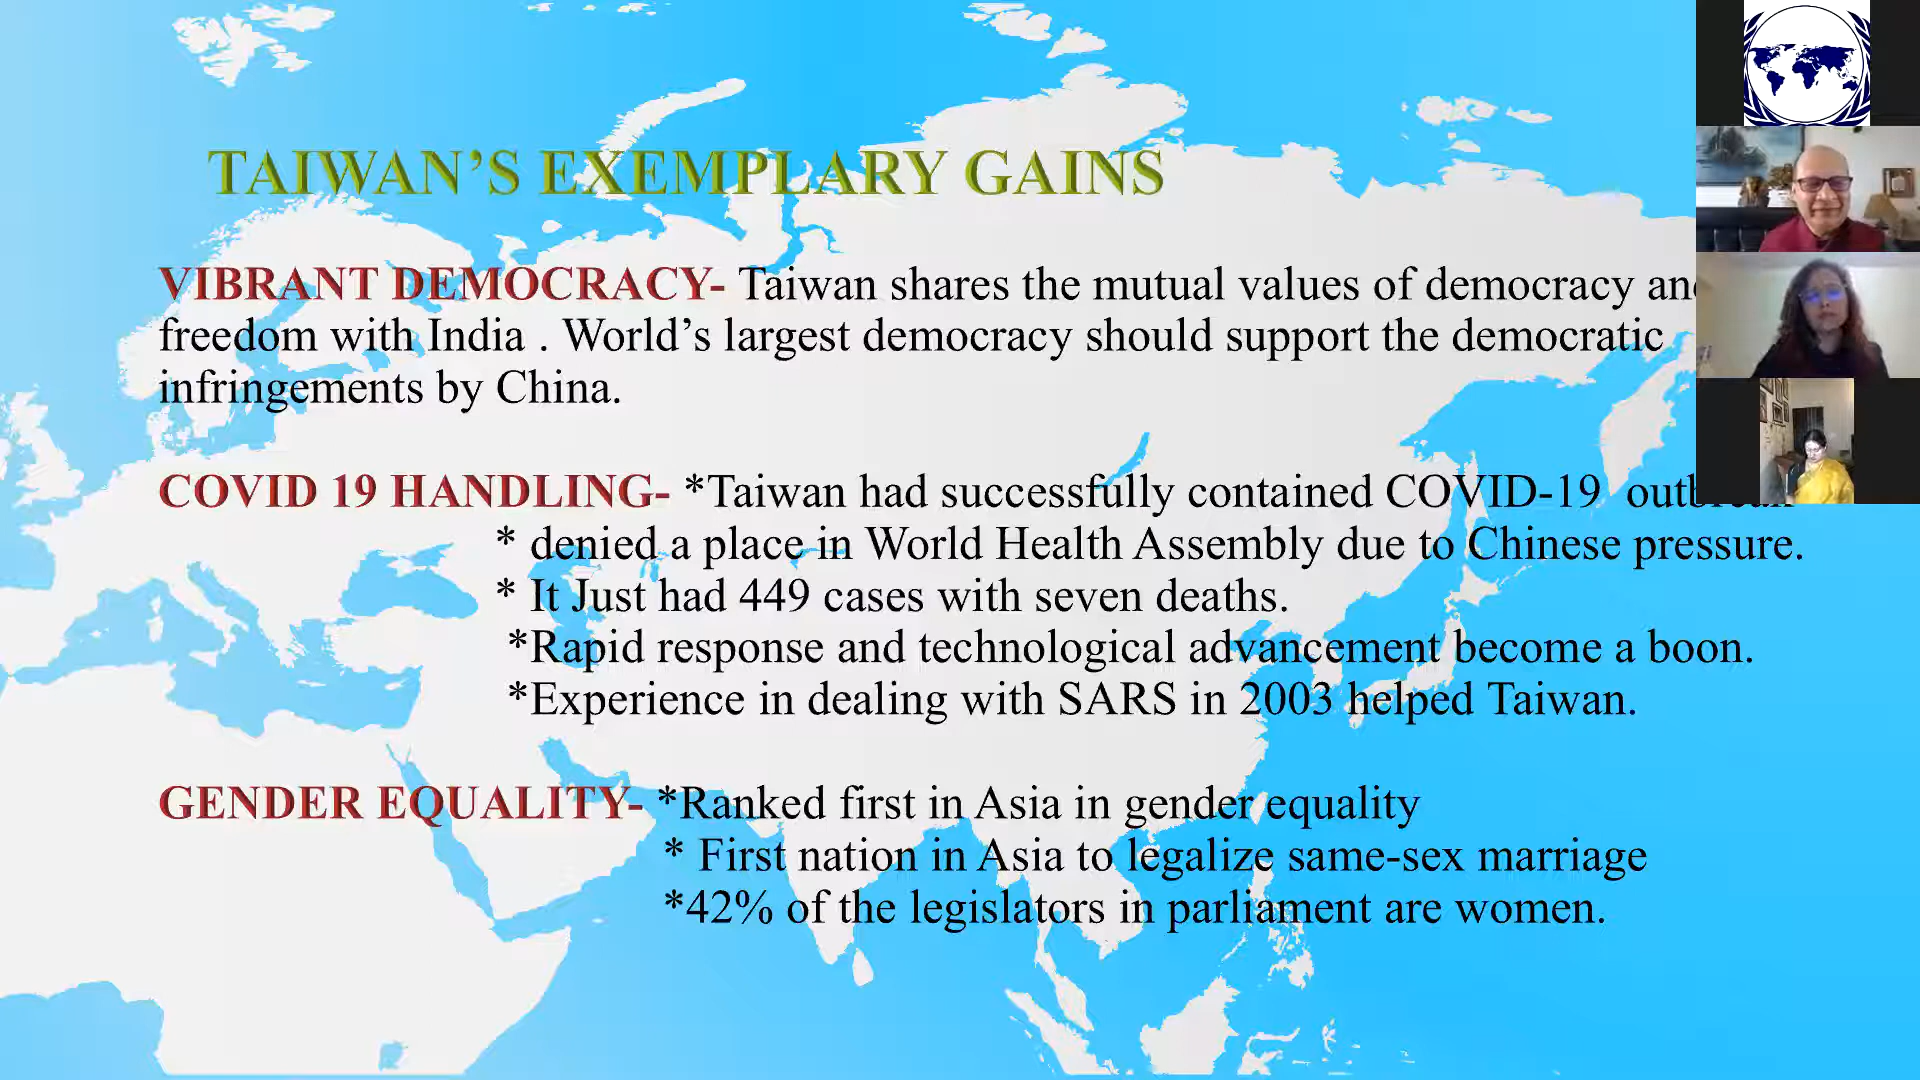 TAIWAN’S EXEMPLARY GAINS
VIBRANT DEMOCRACY- Taiwan shares the mutual values of democracy and
freedom with India . World’s largest democracy should support the democratic
infringements by China.
COVID 19 HANDLING- *Taiwan had successfully contained COVID-19 outbreak
* denied a place in World Health Assembly due to Chinese pressure.
* It Just had 449 cases with seven deaths.
*Rapid response and technological advancement become a boon.
*Experience in dealing with SARS in 2003 helped Taiwan.
GENDER EQUALITY- *Ranked first in Asia in gender equality
* First nation in Asia to legalize same-sex marriage
*42% of the legislators in parliament are women.